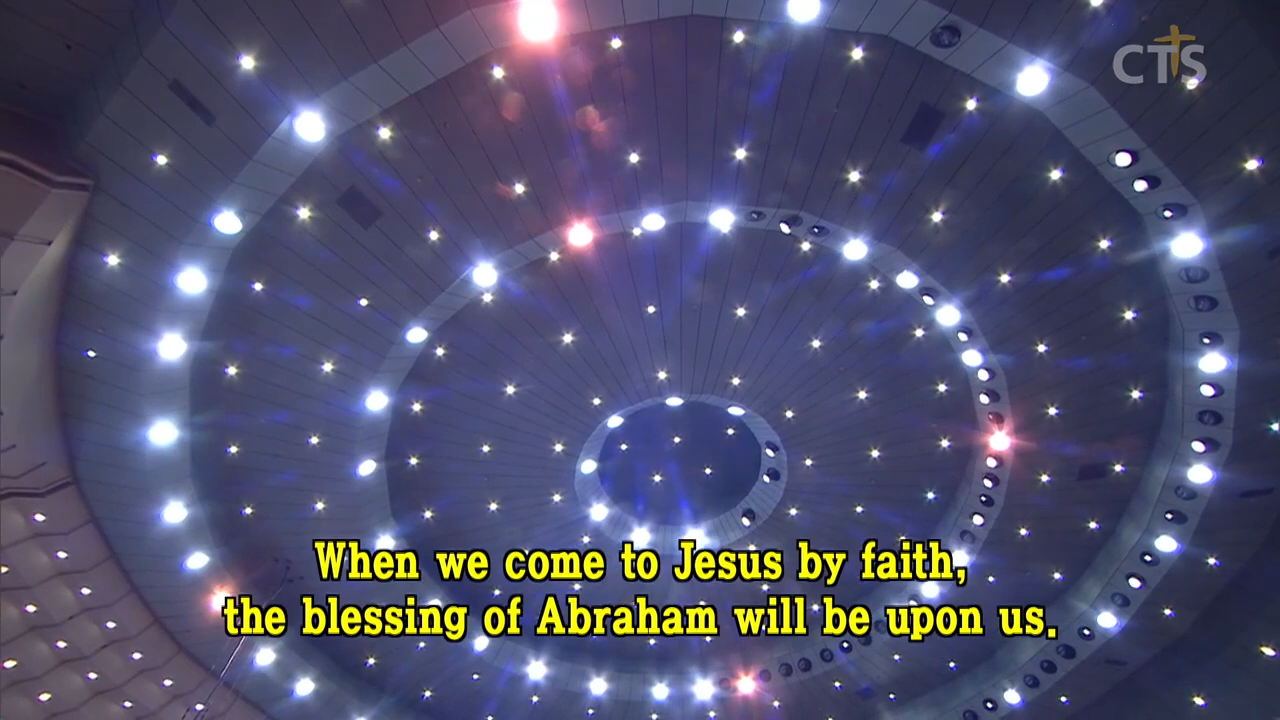 CTS
When we come to Jesus by faith,
the blessing of Abraham will be upon us.